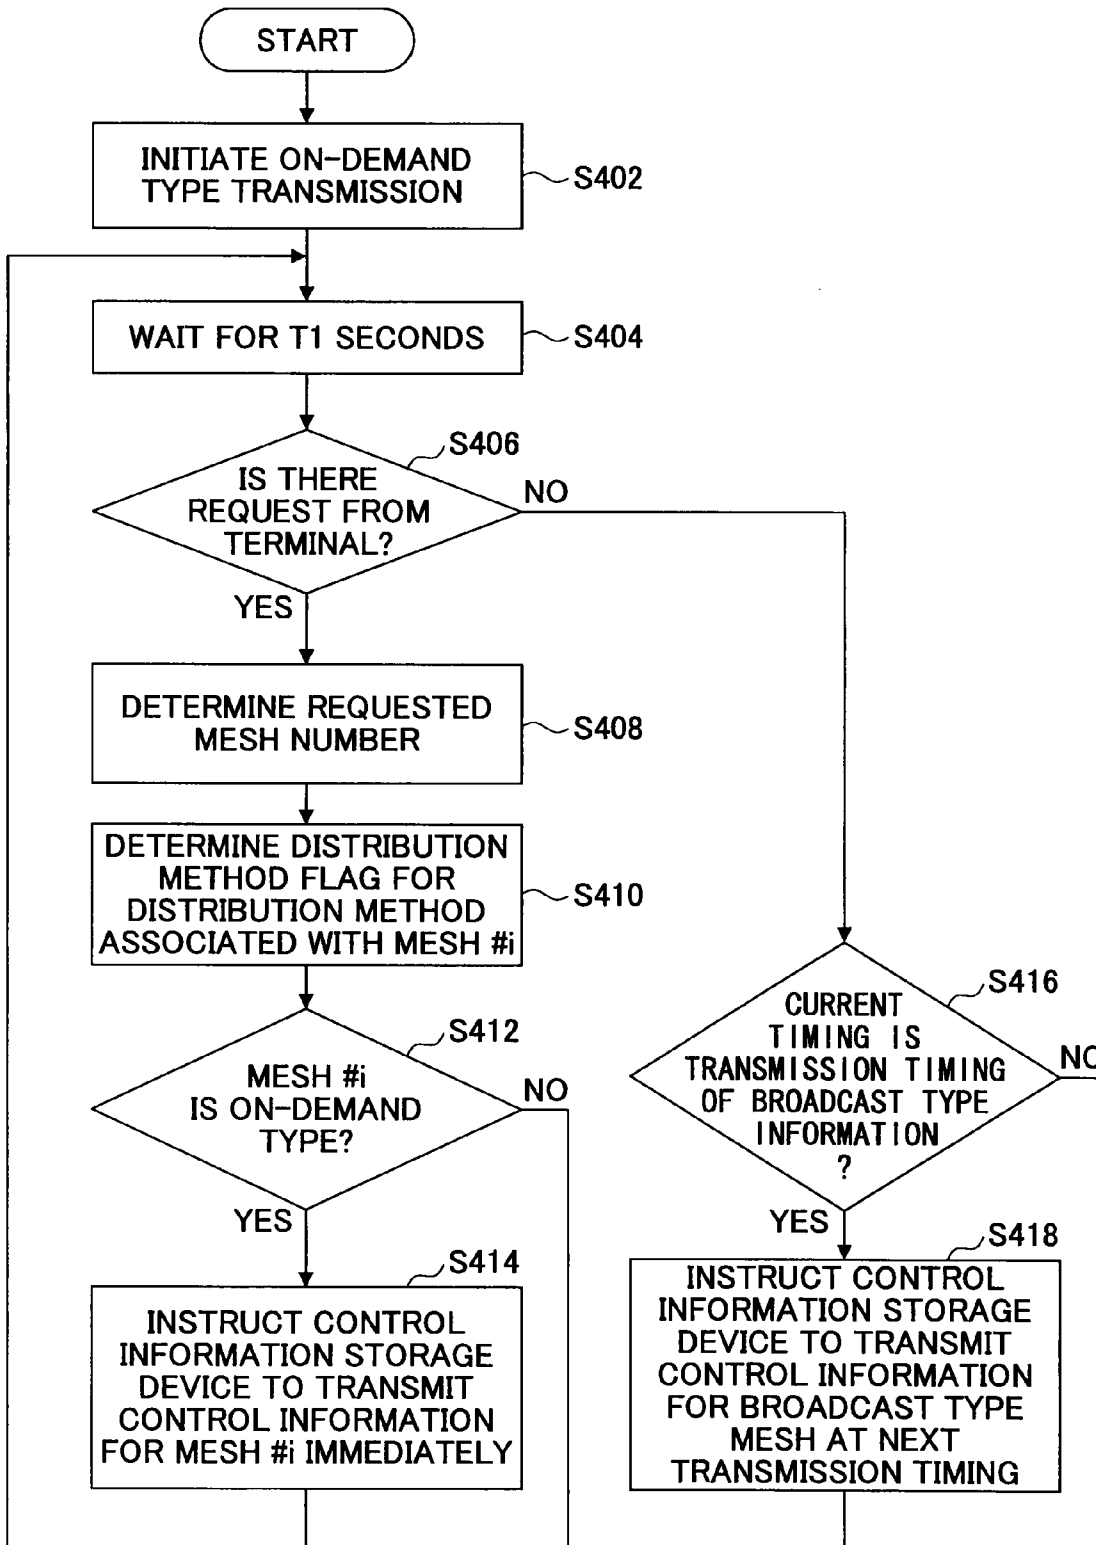 START
INITIATE ON-DEMAND
TYPE TRANSMISSION
S402
WAIT FOR T1 SECONDS
S404
S406
IS THERE
REQUEST FROM
TERMINAL?
NO
YES
DETERMINE REQUESTED
MESH NUMBER
S408
DETERMINE DISTRIBUTION
METHOD FLAG FOR
DISTRIBUTION METHOD
ASSOCIATED WITH MESH #i
S410
S412
MESH #i
IS ON-DEMAND
TYPE?
NO
YES
S414
INSTRUCT CONTROL
INFORMATION STORAGE
DEVICE TO TRANSMIT
CONTROL INFORMATION
FOR MESH #i IMMEDIATELY
S416
CURRENT
TIMING IS
TRANSMISSION TIMING
OF BROADCAST TYPE
INFORMATION
?
NO
YES
S418
INSTRUCT CONTROL
INFORMATION STORAGE
DEVICE TO TRANSMIT
CONTROL INFORMATION
FOR BROADCAST TYPE
MESH AT NEXT
TRANSMISSION TIMING